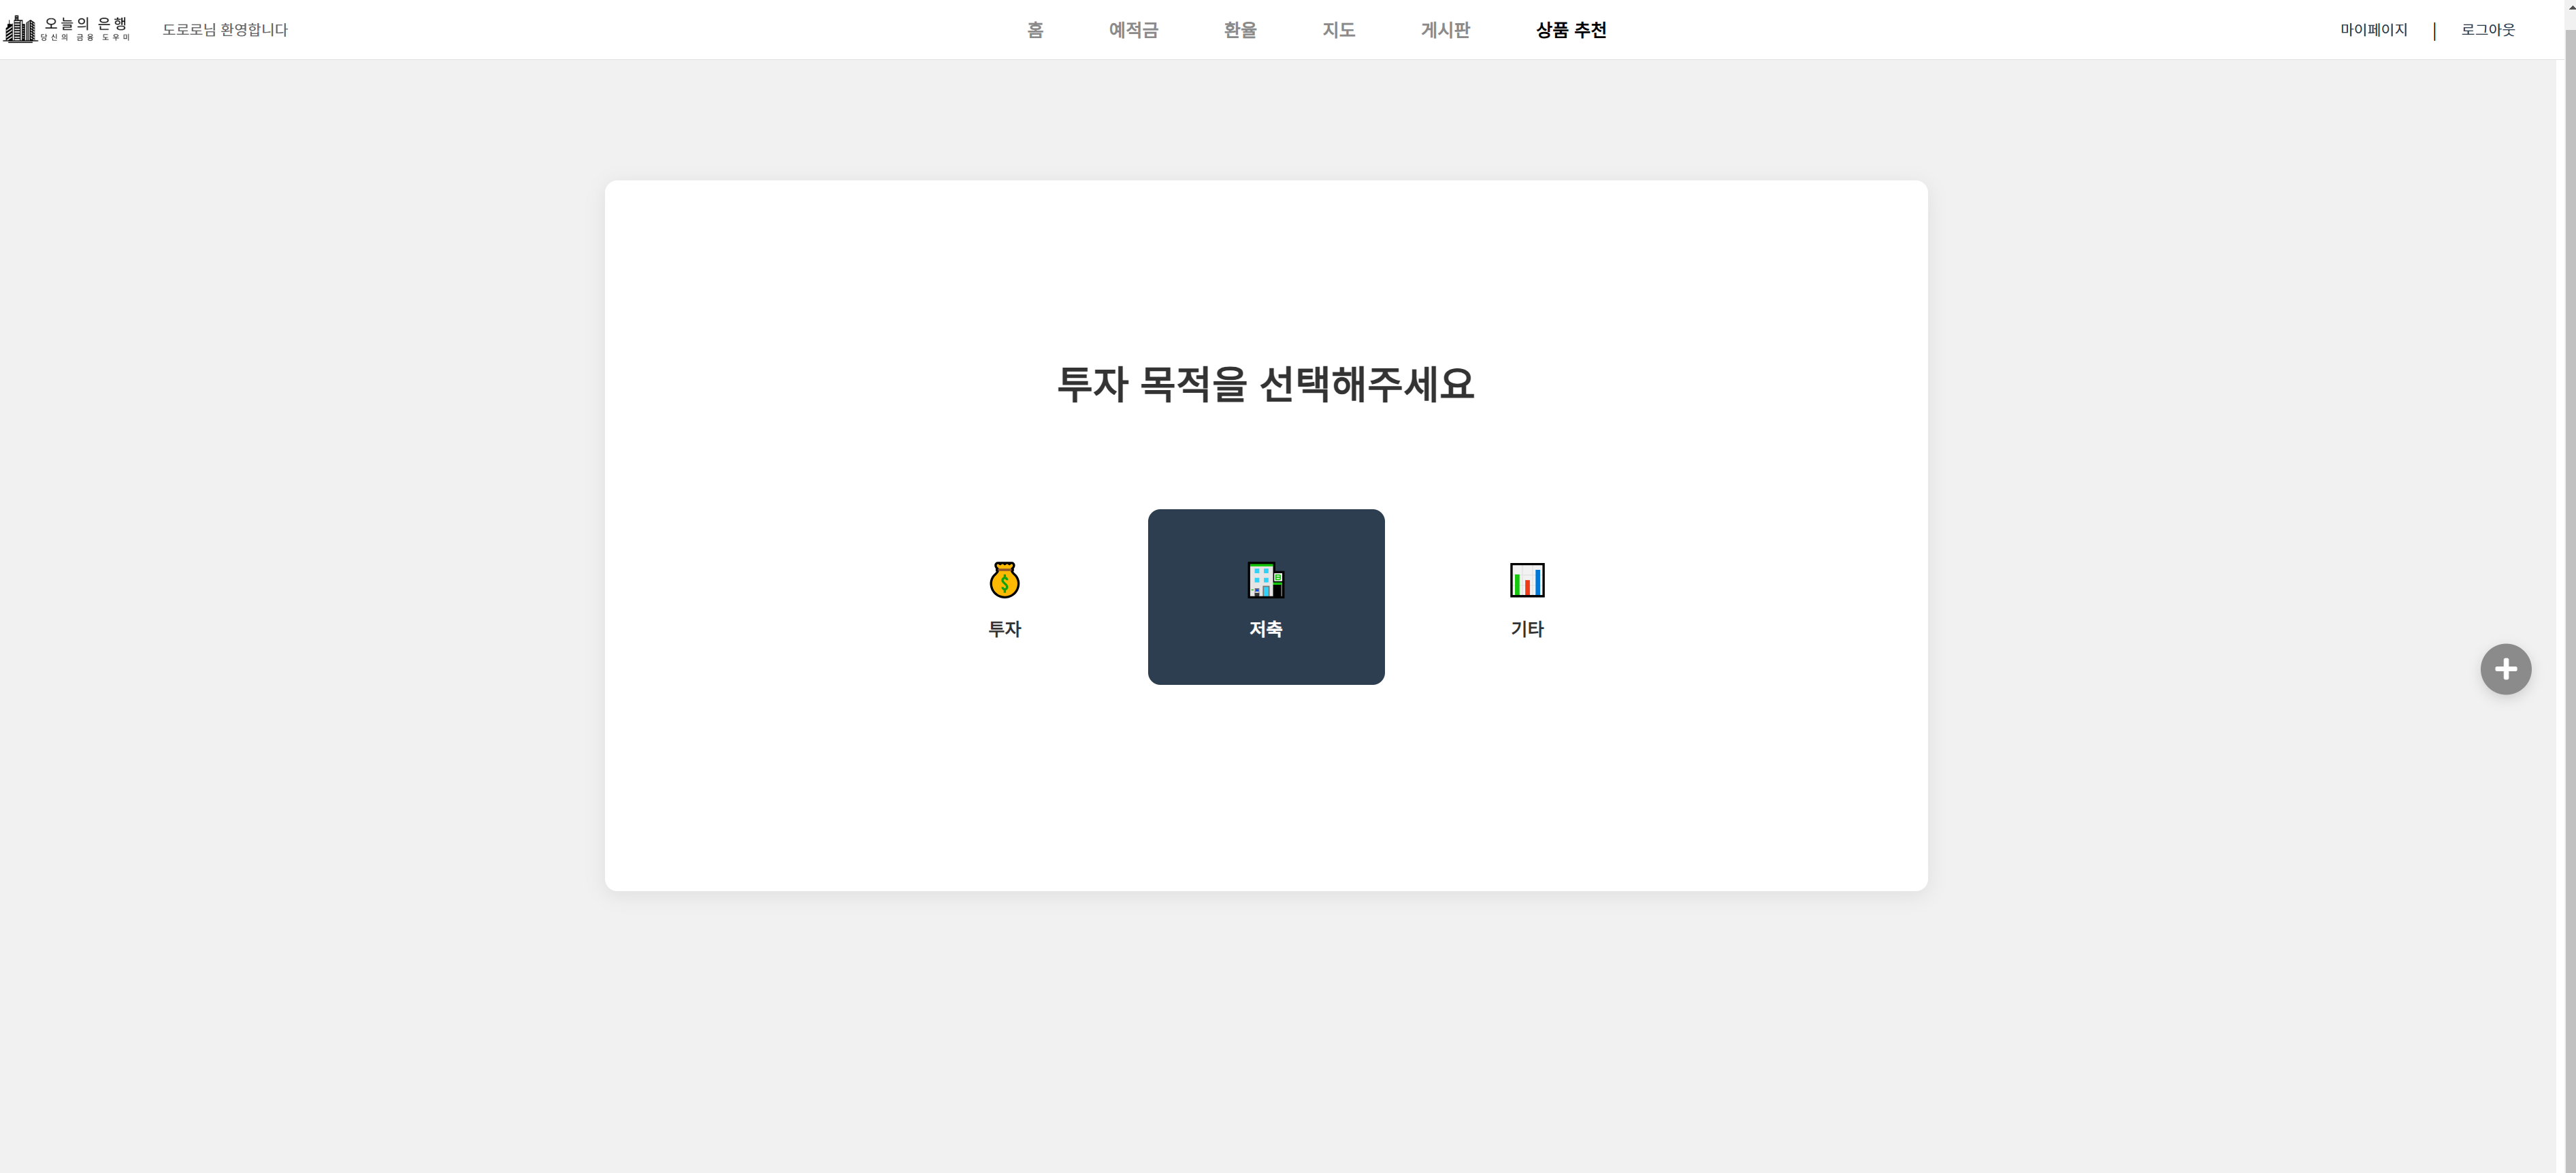 오늘의 은행
당신의 금융 도우미
도로로님 환영합니다
홈
예적금
환율
지도
게시판
상품 추천
마이페이지
|
로그아웃
투자 목적을 선택해주세요
투자
저축
기타